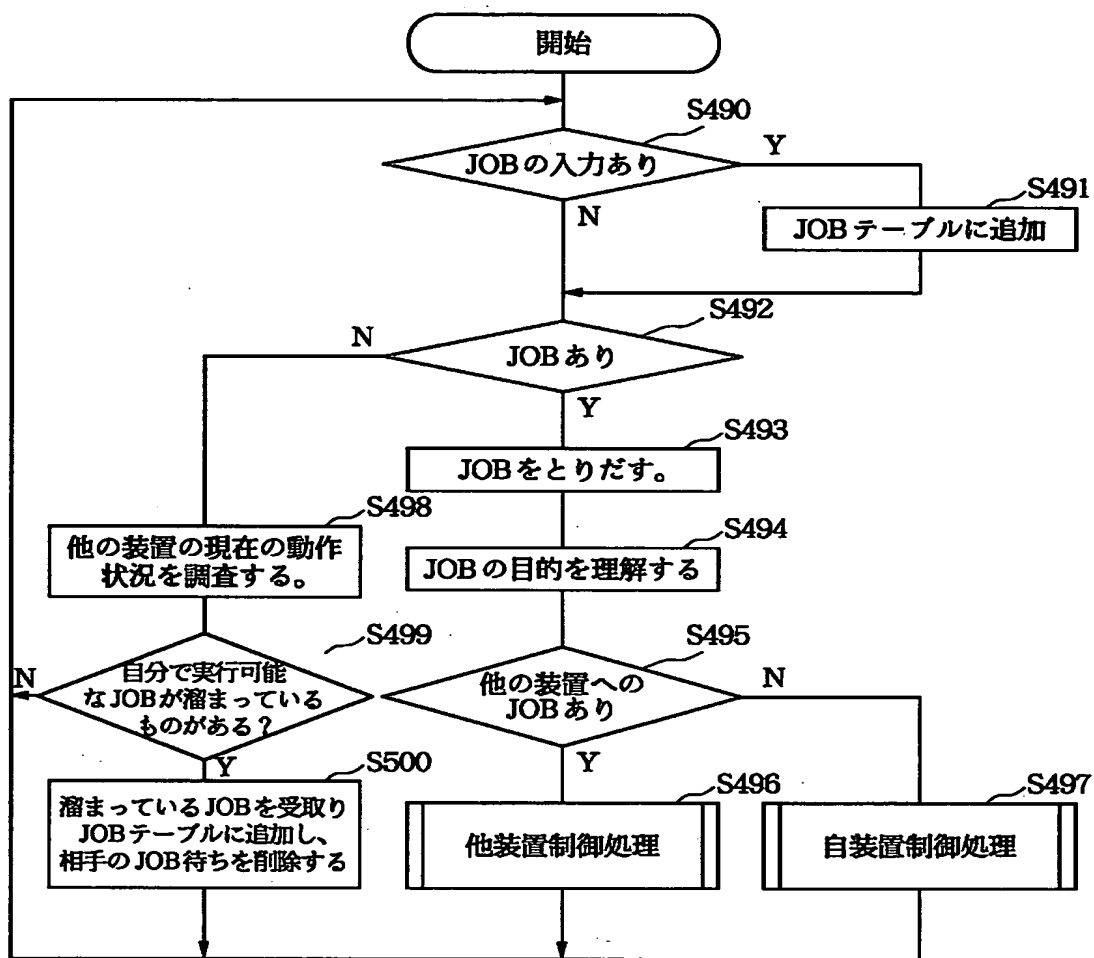 開始
S490
JOBの入力あり
Y
N
S491
JOBテーブルに追加
S492
N
JOBあり
Y
S493
JOBをとりだす。
S498
他の装置の現在の動作
状況を調査する。
S494
JOBの目的を理解する
S499
N
自分で実行可能
なJOBが溜まっている
ものがある?
Y
S495
他の装置への
JOBあり
N
Y
S500
溜まっているJOBを受取り
JOBテーブルに追加し、
相手のJOB待ちを削除する
S496
他装置制御処理
S497
自装置制御処理